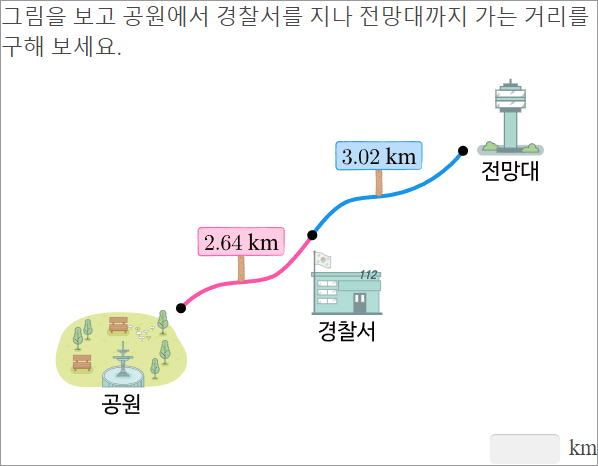 그림을 보고 공원에서 경찰서를 지나 전망대까지 가는 거리를
구해 보세요.
3.02 km
전망대
2.64 km
112
경찰서
공원
km